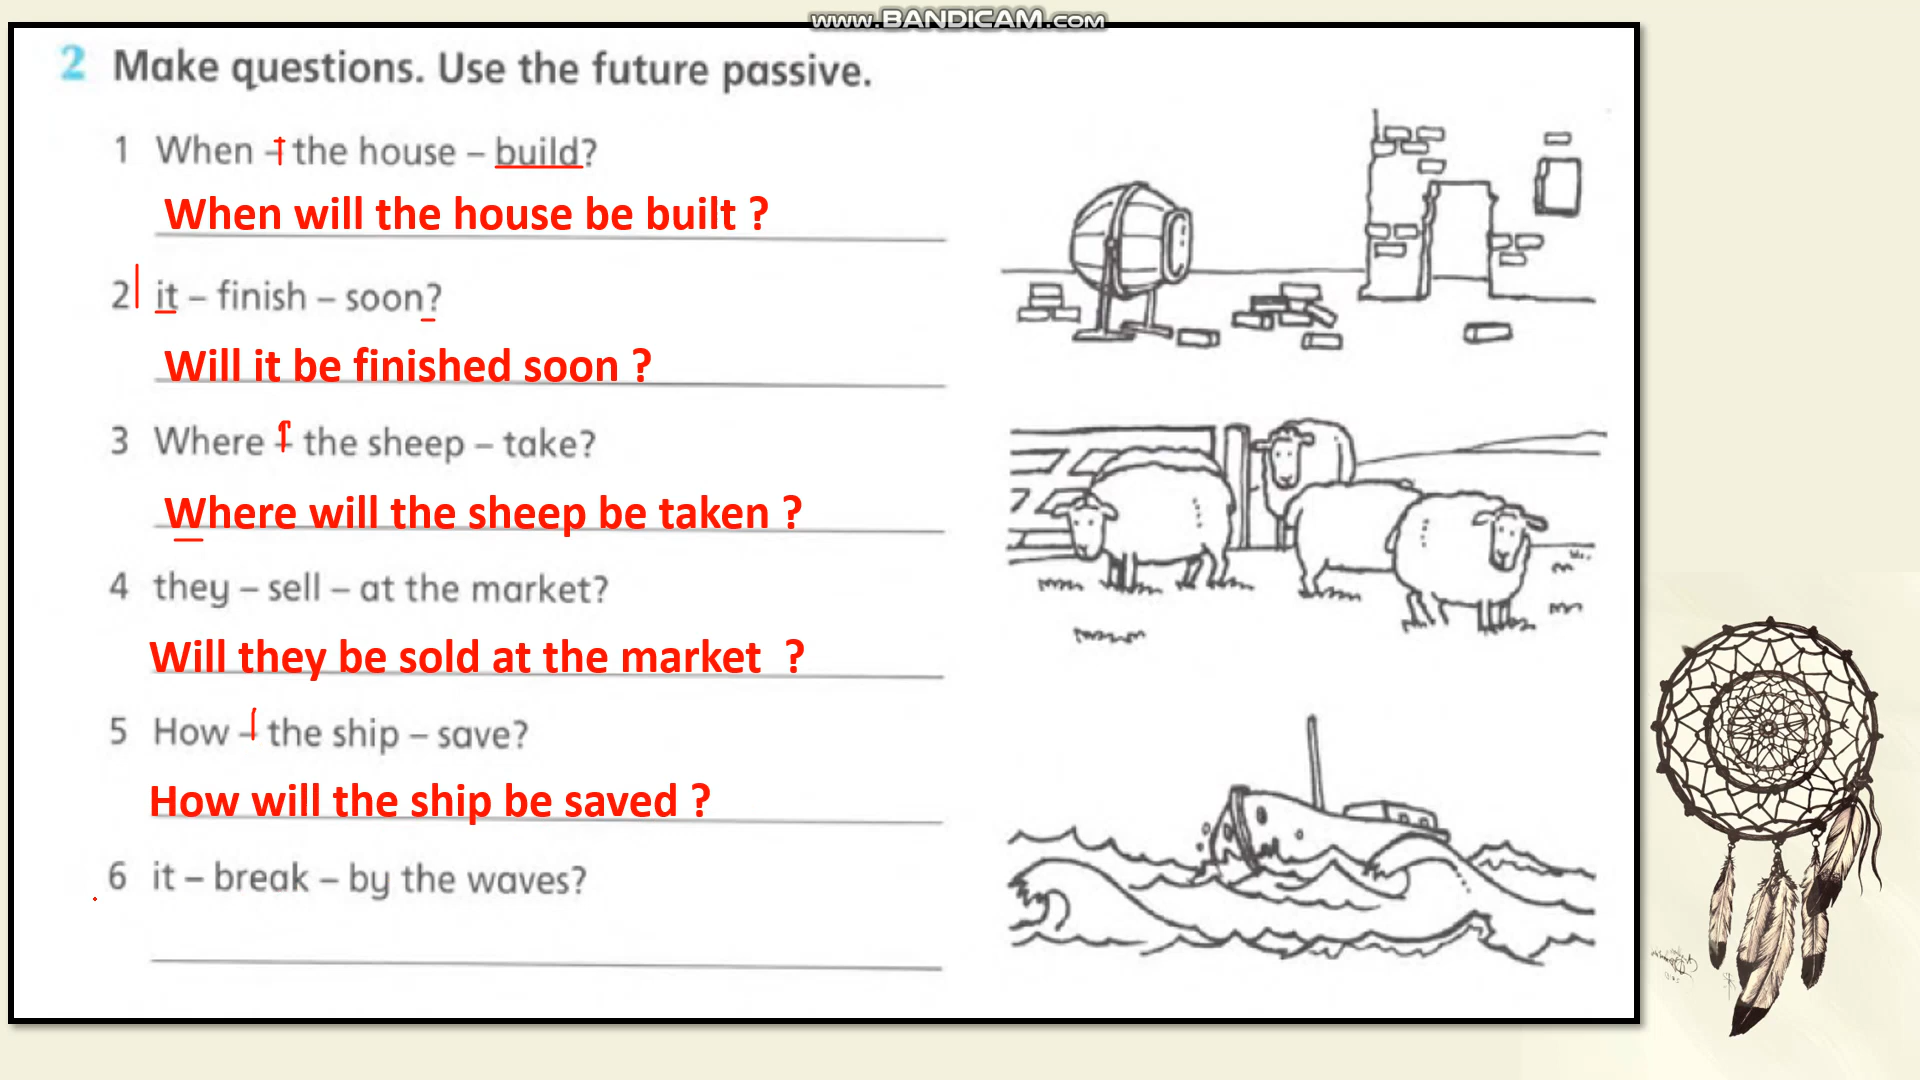 www.BANDICAM.com
2 Make questions. Use the future passive.
1 When – the house – build?
When will the house be built ?
2 it – finish – soon?
Will it be finished soon ?
3 Where – the sheep – take?
Where will the sheep be taken ?
4 they – sell – at the market?
Will they be sold at the market ?
5 How – the ship – save?
How will the ship be saved ?
6 it – break – by the waves?